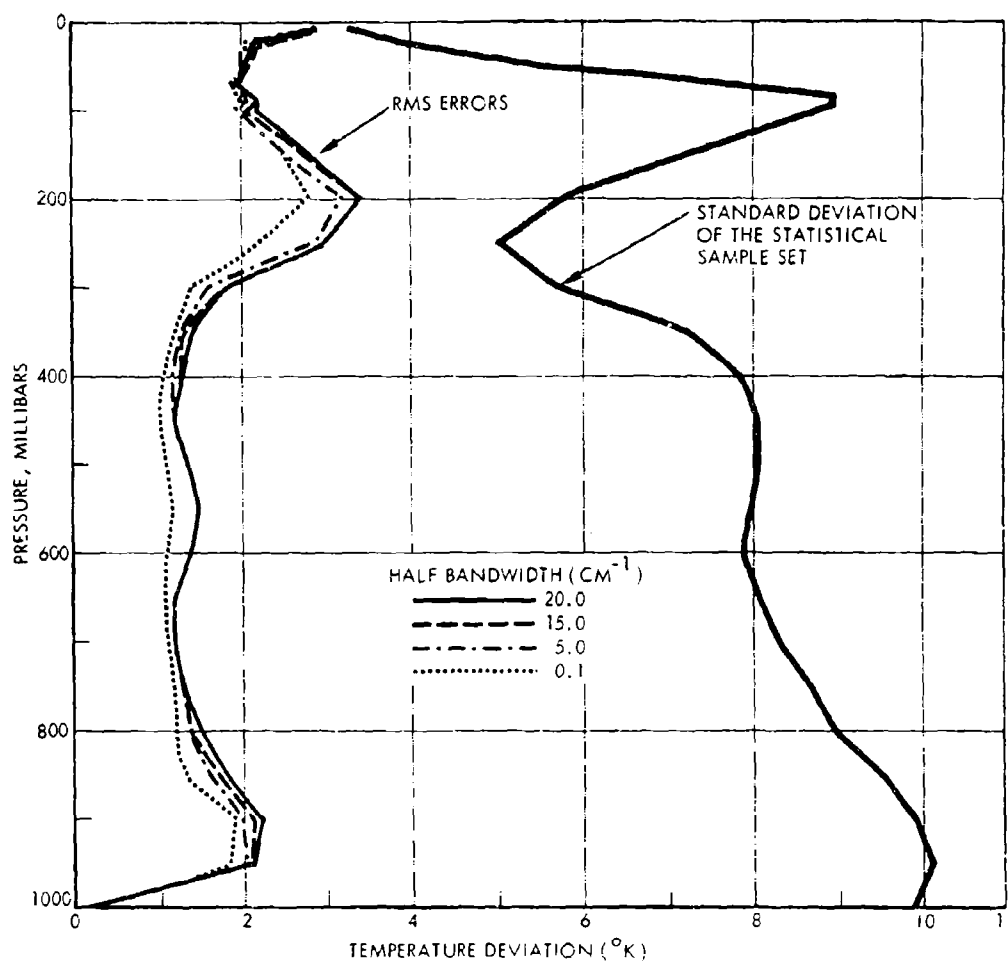 0
RMS ERRORS
200
STANDARD DEVIATION
OF THE STATISTICAL
SAMPLE SET
400
PRESSURE, MILLIBARS
600
HALF BANDWIDTH (CM-1)
20.0
15.0
5.0
0.1
800
1000
0 2 4 6 8 10 1
TEMPERATURE DEVIATION (°K)